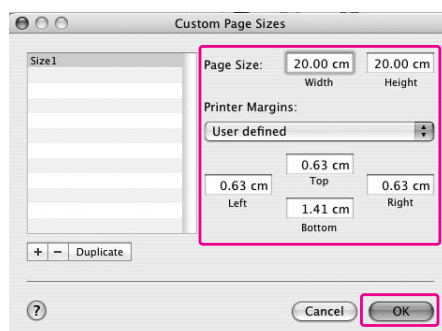 Custom Page Sizes
Size1
Page Size: 20.00 cm 20.00 cm
Width Height
Printer Margins:
User defined
0.63 cm
Top
0.63 cm 0.63 cm
Left Right
1.41 cm
Bottom
+ − Duplicate
? Cancel OK